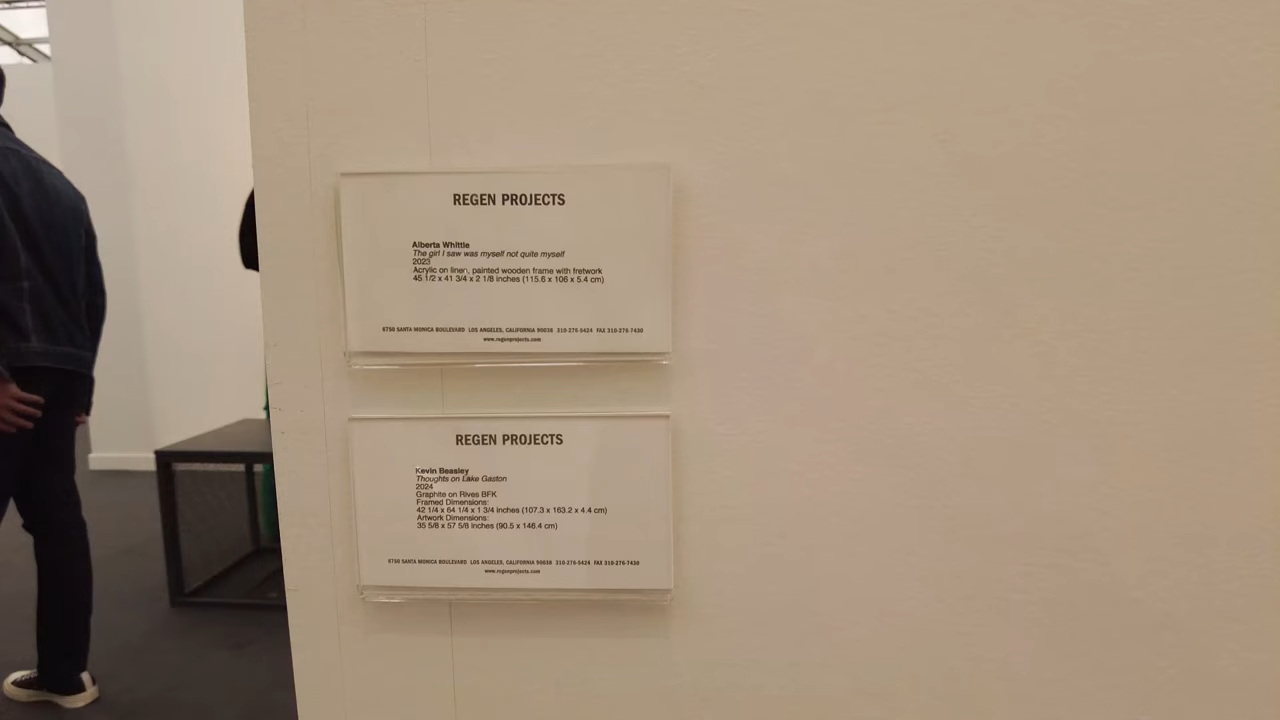 REGEN PROJECTS
Alberta Whittle
The girl I saw was myself not quite myself
2023
Acrylic on linen, painted wooden frame with fretwork
45 1/2 x 41 3/4 x 2 1/8 inches (115.6 x 106 x 5.4 cm)
6750 SANTA MONICA BOULEVARD LOS ANGELES, CALIFORNIA 90038 310-276-5424 FAX 310-276-7430
www.regenprojects.com
REGEN PROJECTS
Kevin Beasley
Thoughts on Lake Gaston
2024
Graphite on Rives BFK
Framed Dimensions:
42 1/4 x 64 1/4 x 1 3/4 inches (107.3 x 163.2 x 4.4 cm)
Artwork Dimensions:
35 5/8 x 57 5/8 inches (90.5 x 146.4 cm)
6750 SANTA MONICA BOULEVARD LOS ANGELES, CALIFORNIA 90038 310-276-5424 FAX 310-276-7430
www.regenprojects.com